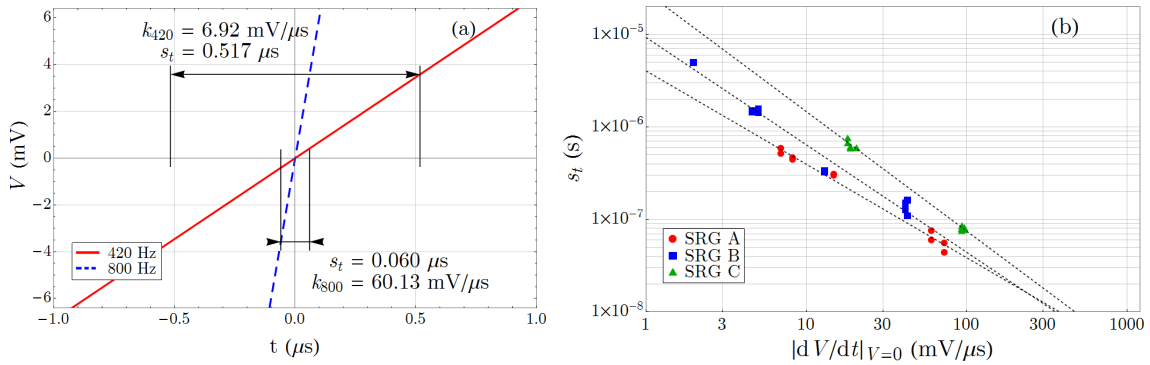 (a)
k420 = 6.92 mV/μs
st = 0.517 μs
V (mV)
6
4
2
0
−2
−4
−6
420 Hz
800 Hz
st = 0.060 μs
k800 = 60.13 mV/μs
−1.0
−0.5
0.0
0.5
1.0
t (μs)
(b)
st (s)
1×10-5
1×10-6
1×10-7
1×10-8
SRG A
SRG B
SRG C
1
3
10
30
100
300
1000
|dV/dt|V=0 (mV/μs)